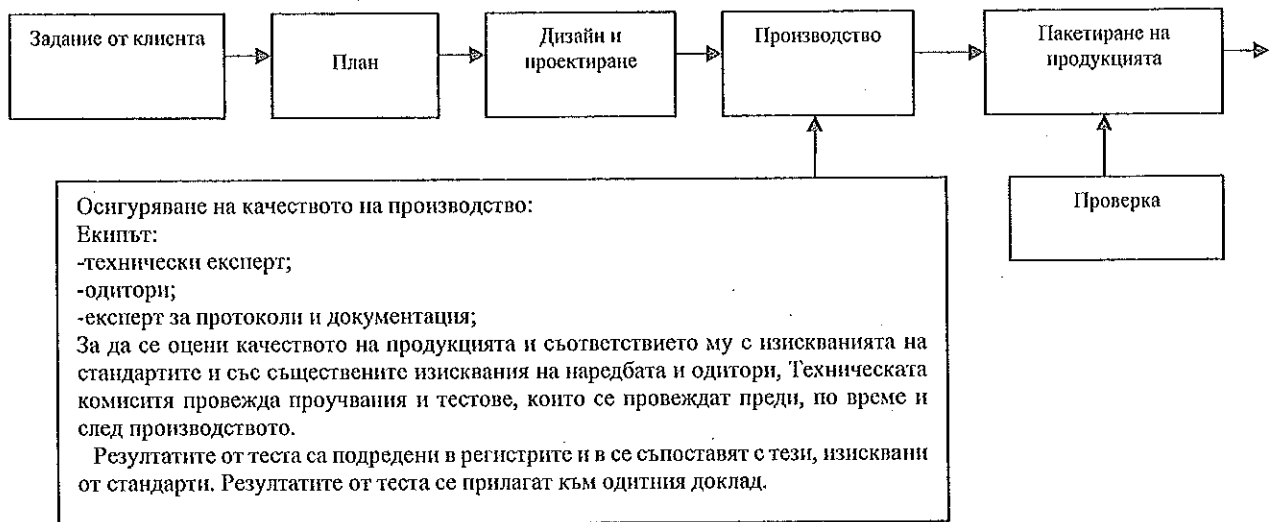 Задание от клиента
План
Дизайн и
проектиране
Производство
Пакетиране на
продукцията
Проверка
Осигуряване на качеството на производство:
Екипът:
-технически експерт;
-одитори;
-експерт за протоколи и документация;
За да се оцени качеството на продукцията и съответствието му с изискванията на
стандартите и със съществените изисквания на наредбата и одитори, Техническата
комиситя провежда проучвания и тестове, които се провеждат преди, по време и
след производството.
Резултатите от теста са подредени в регистрите и в се съпоставят с тези, изисквани
от стандарти. Резултатите от теста се прилагат към одитния доклад.